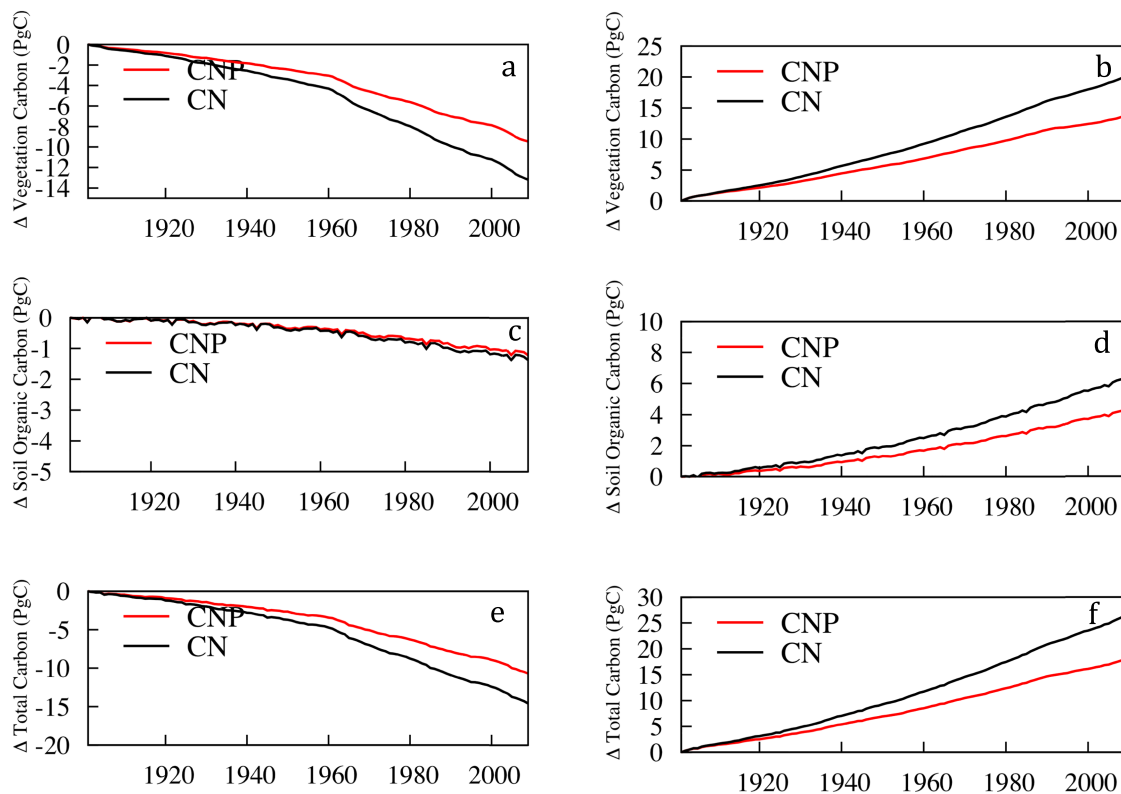 Δ Vegetation Carbon (PgC)
0
-2
-4
-6
-8
-10
-12
-14
CNP
CN
a
1920 1940 1960 1980 2000
Δ Vegetation Carbon (PgC)
25
20
15
10
5
0
CNP
CN
b
1920 1940 1960 1980 2000
Δ Soil Organic Carbon (PgC)
0
-1
-2
-3
-4
-5
CNP
CN
c
1920 1940 1960 1980 2000
Δ Soil Organic Carbon (PgC)
10
8
6
4
2
0
CNP
CN
d
1920 1940 1960 1980 2000
Δ Total Carbon (PgC)
0
-5
-10
-15
-20
CNP
CN
e
1920 1940 1960 1980 2000
Δ Total Carbon (PgC)
30
25
20
15
10
5
0
CNP
CN
f
1920 1940 1960 1980 2000